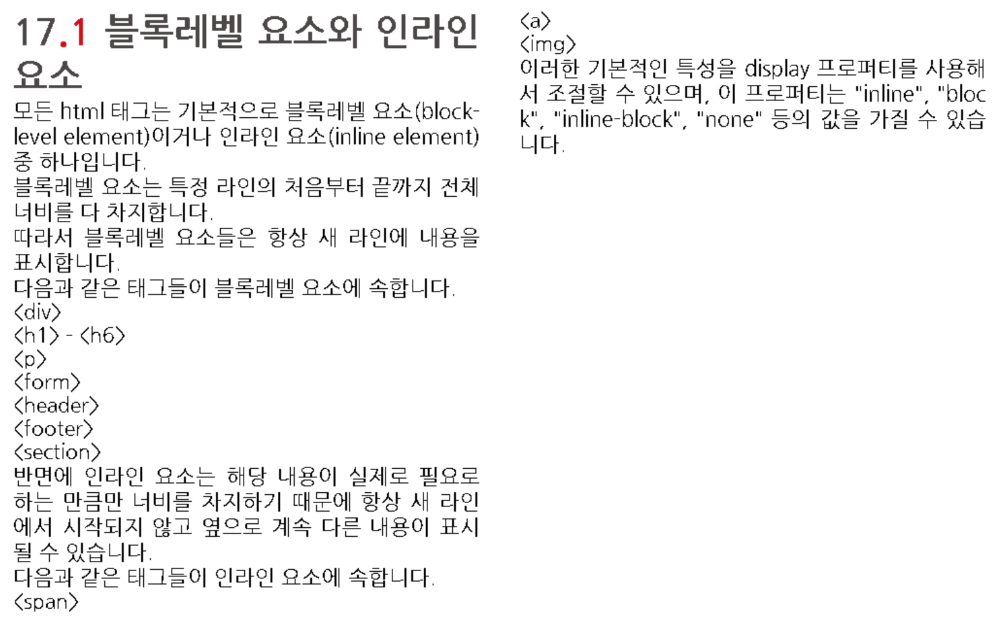 17.1 블록레벨 요소와 인라인
요소
모든 html 태그는 기본적으로 블록레벨 요소(block-
level element)이거나 인라인 요소(inline element)
중 하나입니다.
블록레벨 요소는 특정 라인의 처음부터 끝까지 전체
너비를 다 차지합니다.
따라서 블록레벨 요소들은 항상 새 라인에 내용을
표시합니다.
다음과 같은 태그들이 블록레벨 요소에 속합니다.
<div>
<h1> - <h6>
<p>
<form>
<header>
<footer>
<section>
반면에 인라인 요소는 해당 내용이 실제로 필요로
하는 만큼만 너비를 차지하기 때문에 항상 새 라인
에서 시작되지 않고 옆으로 계속 다른 내용이 표시
될 수 있습니다.
다음과 같은 태그들이 인라인 요소에 속합니다.
<span>
<a>
<img>
이러한 기본적인 특성을 display 프로퍼티를 사용해
서 조절할 수 있으며, 이 프로퍼티는 "inline", "bloc
k", "inline-block", "none" 등의 값을 가질 수 있습
니다.